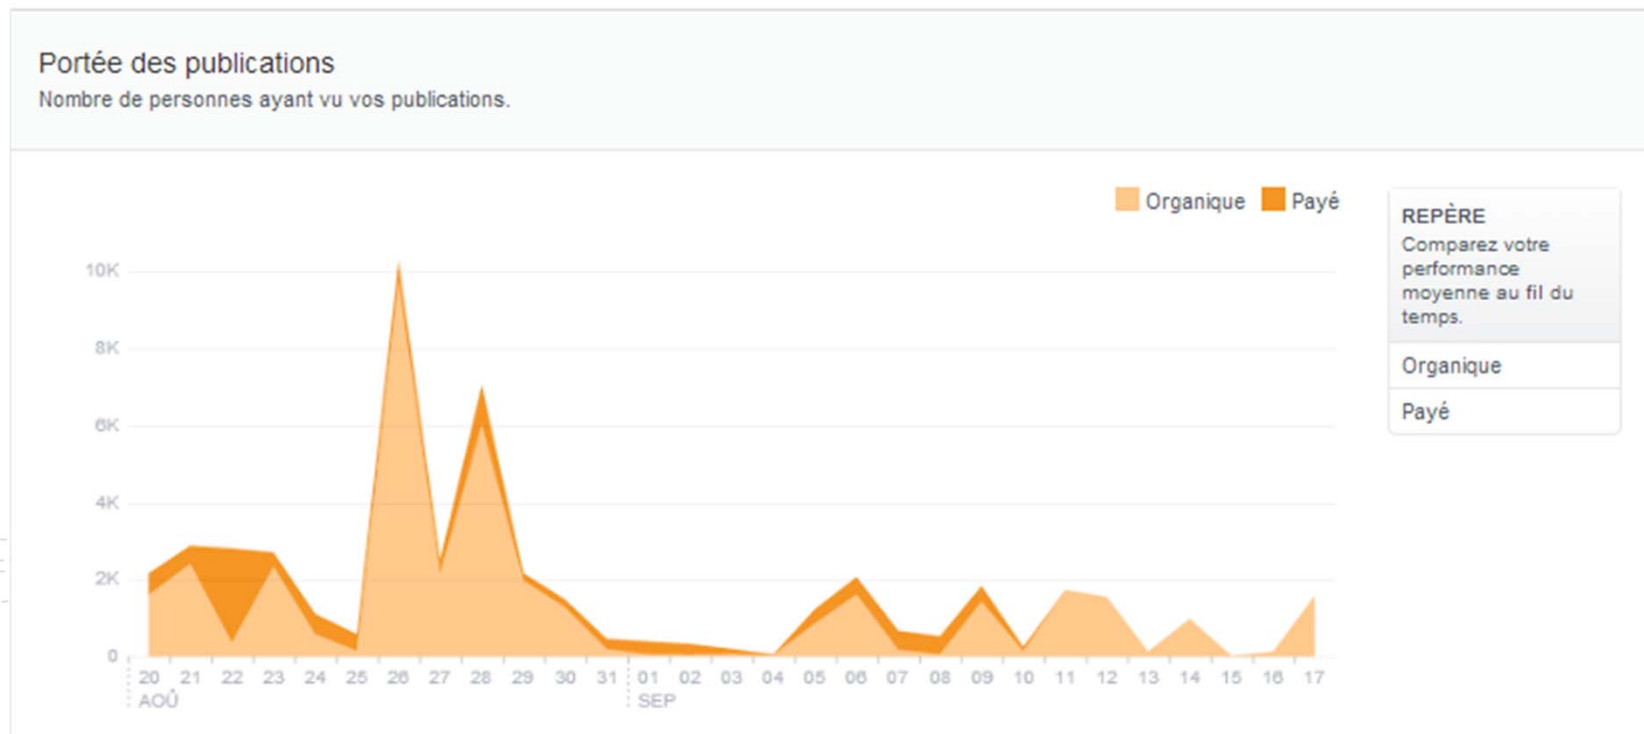 Portée des publications
Nombre de personnes ayant vu vos publications.
Organique Payé
REPÈRE
Comparez votre
performance
moyenne au fil du
temps.
Organique
Payé
10K
8K
6K
4K
2K
0
20 21 22 23 24 25 26 27 28 29 30 31 01 02 03 04 05 06 07 08 09 10 11 12 13 14 15 16 17
AOÛ SEP